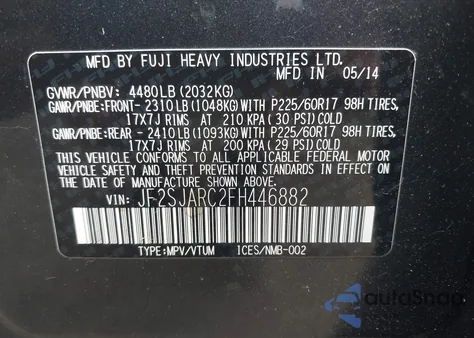 MFD BY FUJI HEAVY INDUSTRIES LTD.
MFD IN 05/14
GVWR/PNBV: 4480LB(2032KG)
GAWR/PNBE:FRONT-2310LB(1048KG)WITH P225/60R17 98H TIRES,
17X7J RIMS AT 210 KPA (30 PSI)COLD
GAWR/PNBE:REAR -2410LB(1093KG)WITH P225/60R17 98H TIRES,
17X7J RIMS AT 200 KPA (29 PSI)COLD
THIS VEHICLE CONFORMS TO ALL APPLICABLE FEDERAL MOTOR
VEHICLE SAFETY AND THEFT PREVENTION STANDARDS IN EFFECT
ON THE DATE OF MANUFACTURE SHOWN ABOVE.
VIN: JF2SJARC2FH446882
TYPE:MPV/VTUM ICES/NMB-002
autoSnap